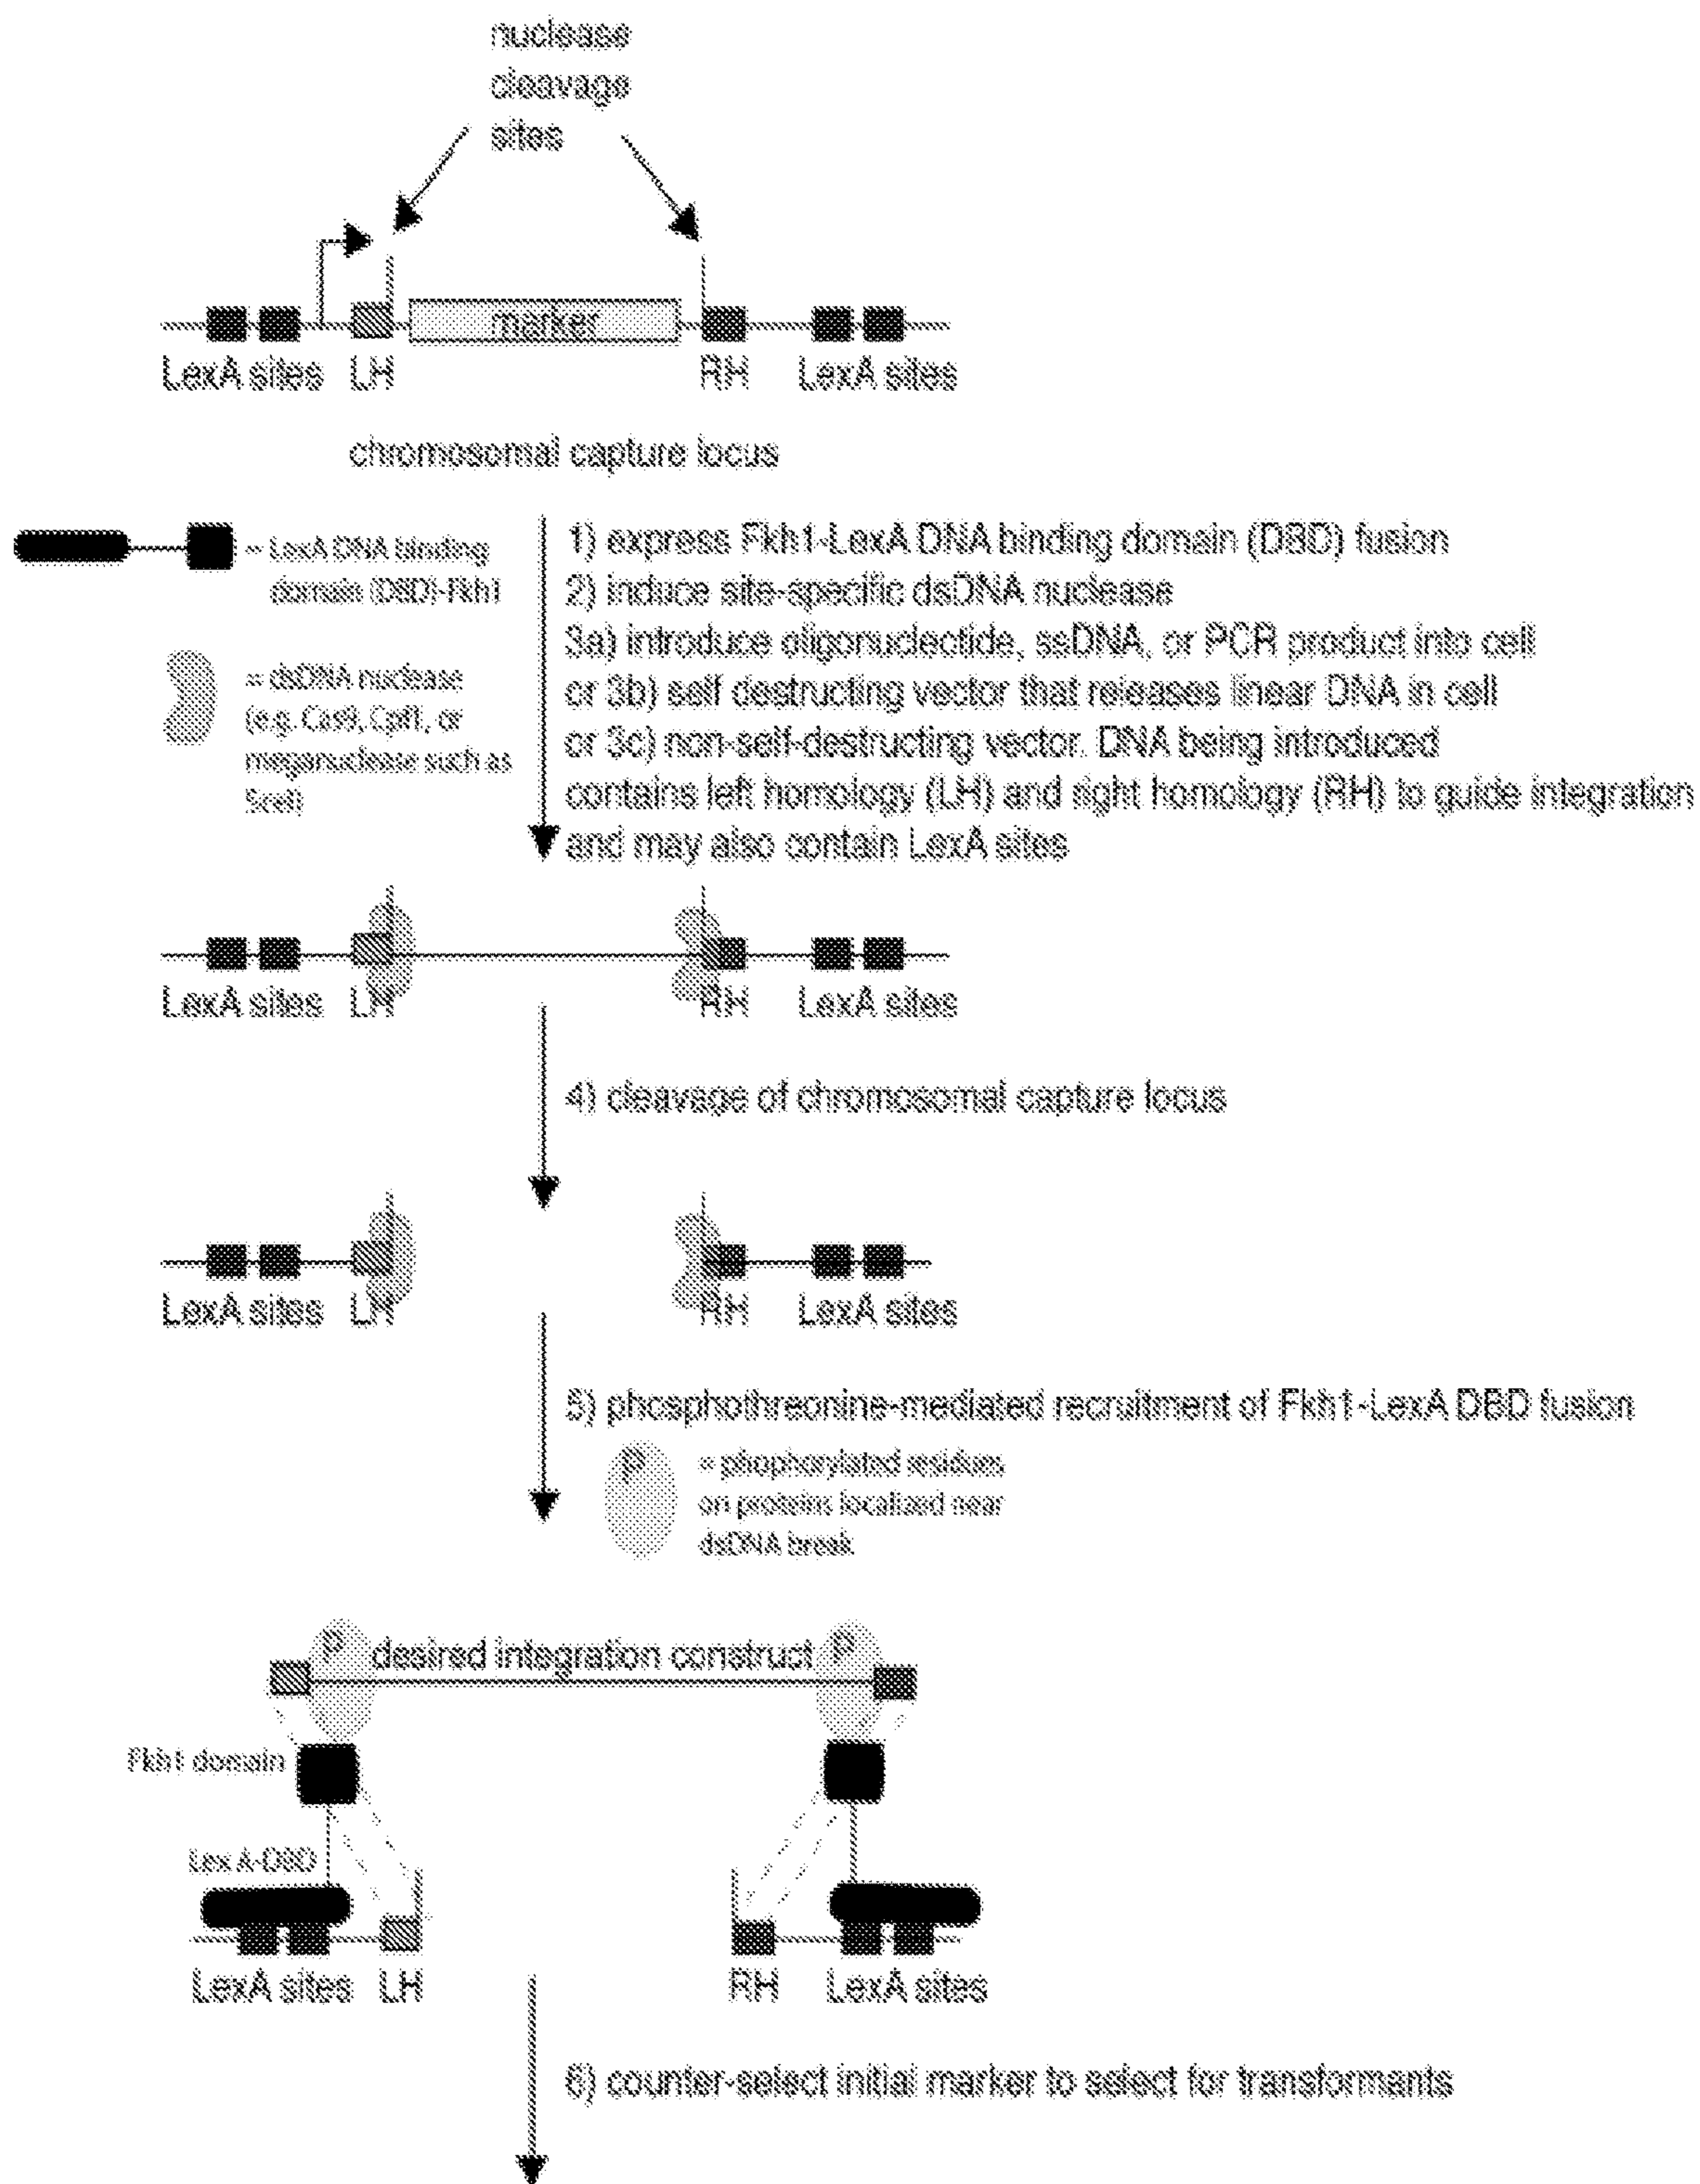 nuclease
cleavage
sites
marker
LexA sites LH RH LexA sites
chromosomal capture locus
= LexA DNA binding
domain (DBD)-Fkh1
= dsDNA nuclease
(e.g. Cas9, Cpf1, or
meganuclease such as
SceI)
1) express Fkh1-LexA DNA binding domain (DBD) fusion
2) induce site-specific dsDNA nuclease
3a) introduce oligonuclectide, ssDNA, or PCR product into cell
or 3b) self destructing vector that releases linear DNA in cell
or 3c) non-self-destructing vector. DNA being introduced
contains left homology (LH) and right homology (RH) to guide integration
and may also contain LexA sites
LexA sites LH RH LexA sites
4) cleavage of chromosomal capture locus
LexA sites LH RH LexA sites
5) phosphothreonine-mediated recruitment of Fkh1-LexA DBD fusion
P
= phophorylated residues
on proteins localized near
dsDNA break
P desired integration construct P
Fkh1 domain
Lex A-DBD
LexA sites LH RH LexA sites
6) counter-select initial marker to select for transformants